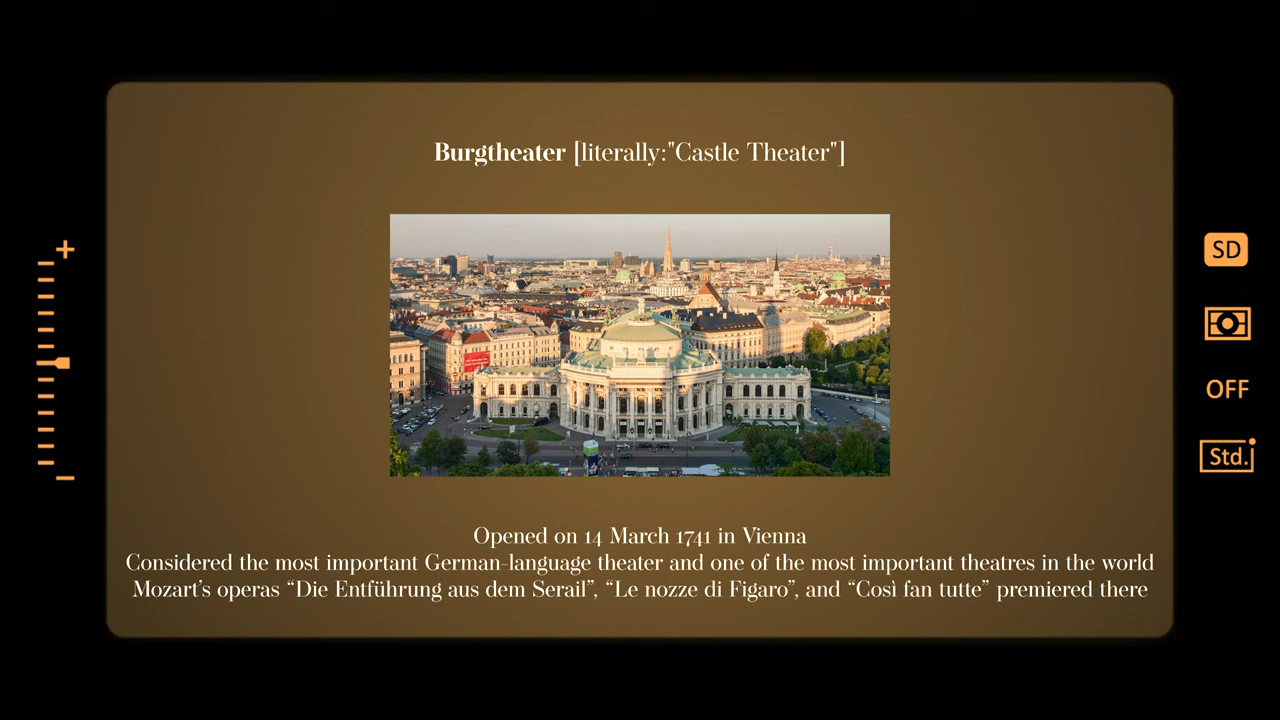 Burgtheater [literally:"Castle Theater"]
SD
OFF
Std.
Opened on 14 March 1741 in Vienna
Considered the most important German-language theater and one of the most important theatres in the world
Mozart's operas “Die Entführung aus dem Serail”, “Le nozze di Figaro”, and “Così fan tutte” premiered there